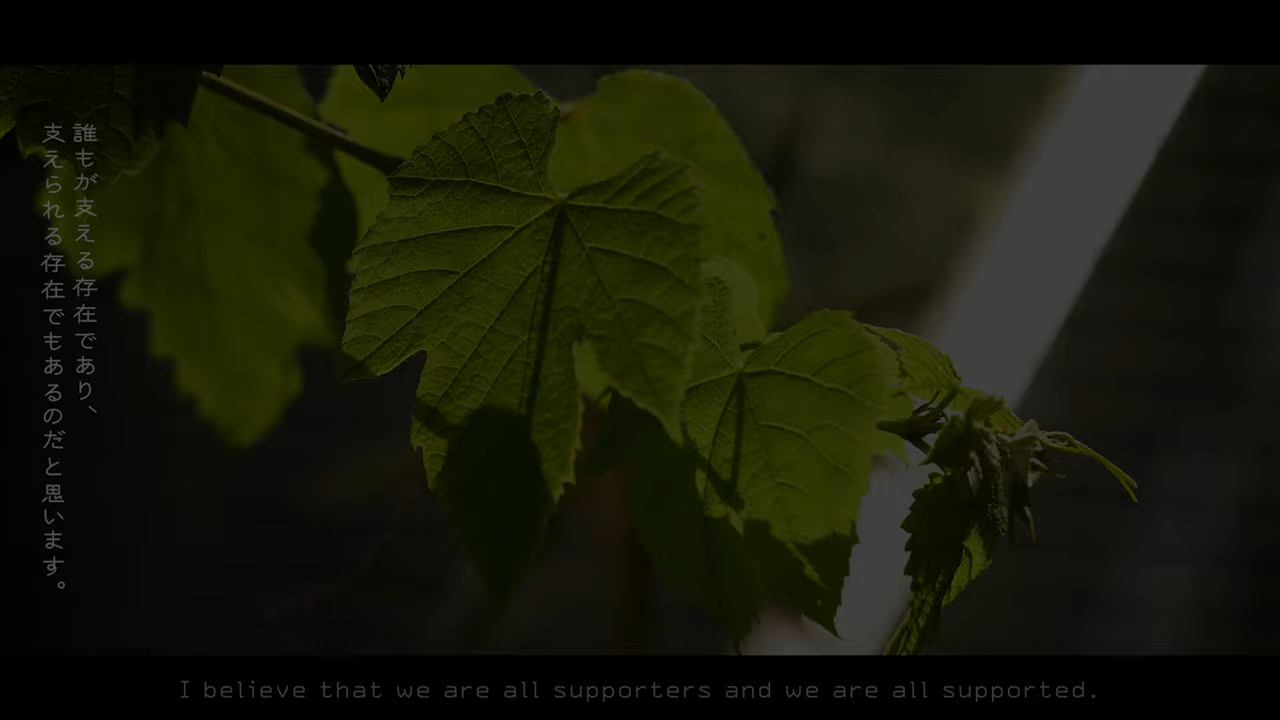 誰もが支える存在であり、
支えられる存在でもあるのだと思います。
I believe that we are all supporters and we are all supported.